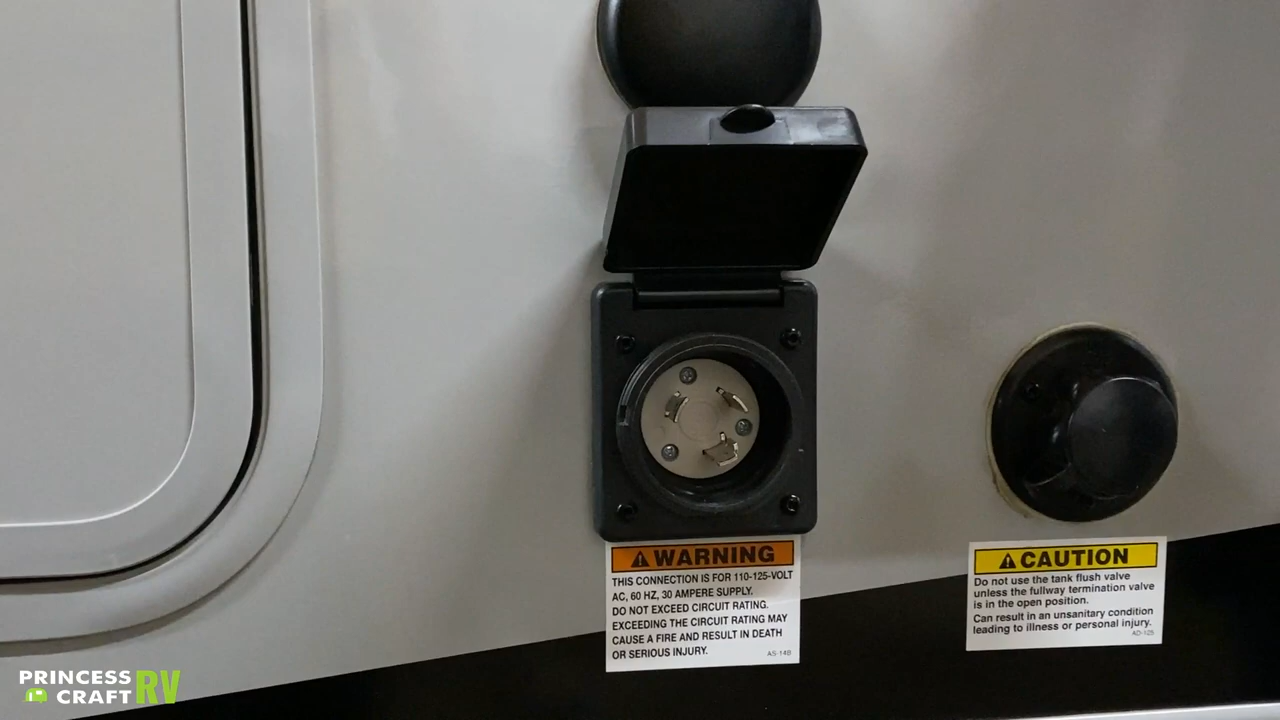 WARNING
THIS CONNECTION IS FOR 110-125-VOLT
AC, 60 HZ, 30 AMPERE SUPPLY.
DO NOT EXCEED CIRCUIT RATING.
EXCEEDING THE CIRCUIT RATING MAY
CAUSE A FIRE AND RESULT IN DEATH
OR SERIOUS INJURY.
AS-14B
CAUTION
Do not use the tank flush valve
unless the fullway termination valve
is in the open position.
Can result in an unsanitary condition
leading to illness or personal injury.
AD-125
PRINCESS
CRAFT RV